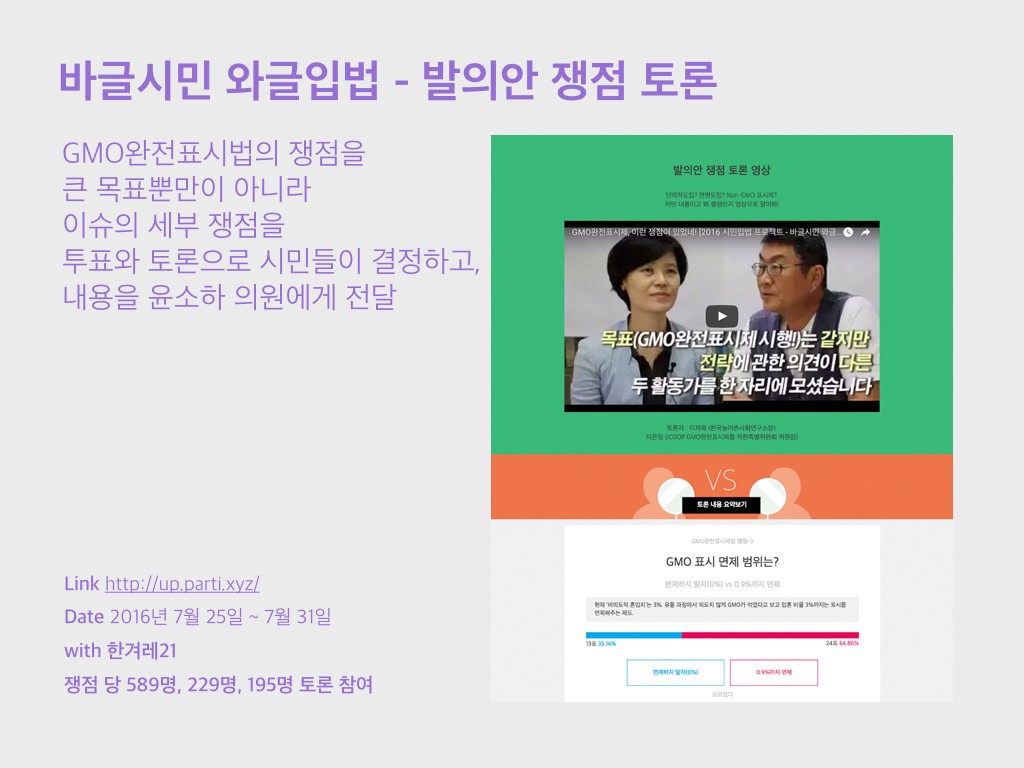 바글시민 와글입법 - 발의안 쟁점 토론
GMO완전표시법의 쟁점을
큰 목표뿐만이 아니라
이슈의 세부 쟁점을
투표와 토론으로 시민들이 결정하고,
내용을 윤소하 의원에게 전달
Link http://up.parti.xyz/
Date 2016년 7월 25일 ~ 7월 31일
with 한겨레21
쟁점 당 589명, 229명, 195명 토론 참여
발의안 쟁점 토론 영상
단계적도입? 전면도입? Non-GMO 표시제?
어떤 내용이고 왜 쟁점인지 영상으로 알아봐!
GMO완전표시제, 이런 쟁점이 있었네! [2016 시민입법 프로젝트 - 바글시민 와글...
목표(GMO완전표시제 시행!)는 같지만
전략에 관한 의견이 다른
두 활동가를 한 자리에 모셨습니다
토론자 : 이재욱 (한국농어촌사회연구소장)
이은정 (iCOOP GMO완전표시제를 위한특별위원회 위원장)
VS
토론 내용 요약보기
GMO완전표시제법 쟁점-3
GMO 표시 면제 범위는?
면제하지 말자(0%) vs 0.9%까지 면제
현재 '비의도적 혼입치'는 3%. 유통 과정에서 의도치 않게 GMO가 섞였다고 보고 입혼 비율 3%까지는 표시를
면제해주는 제도.
13표 35.14%
24표 64.86%
면제하지 말자(0%)
0.9%까지 면제
모르겠다